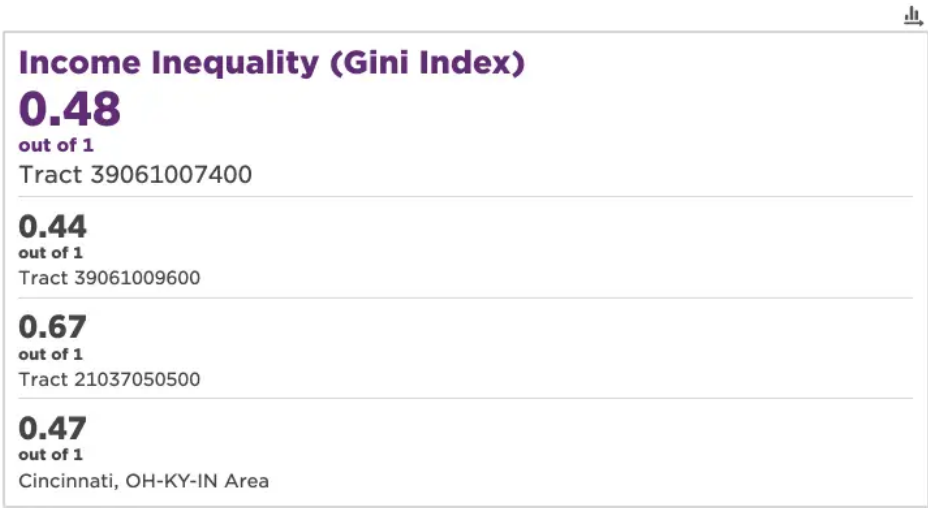 Income Inequality (Gini Index)
0.48
out of 1
Tract 39061007400
0.44
out of 1
Tract 39061009600
0.67
out of 1
Tract 21037050500
0.47
out of 1
Cincinnati, OH-KY-IN Area